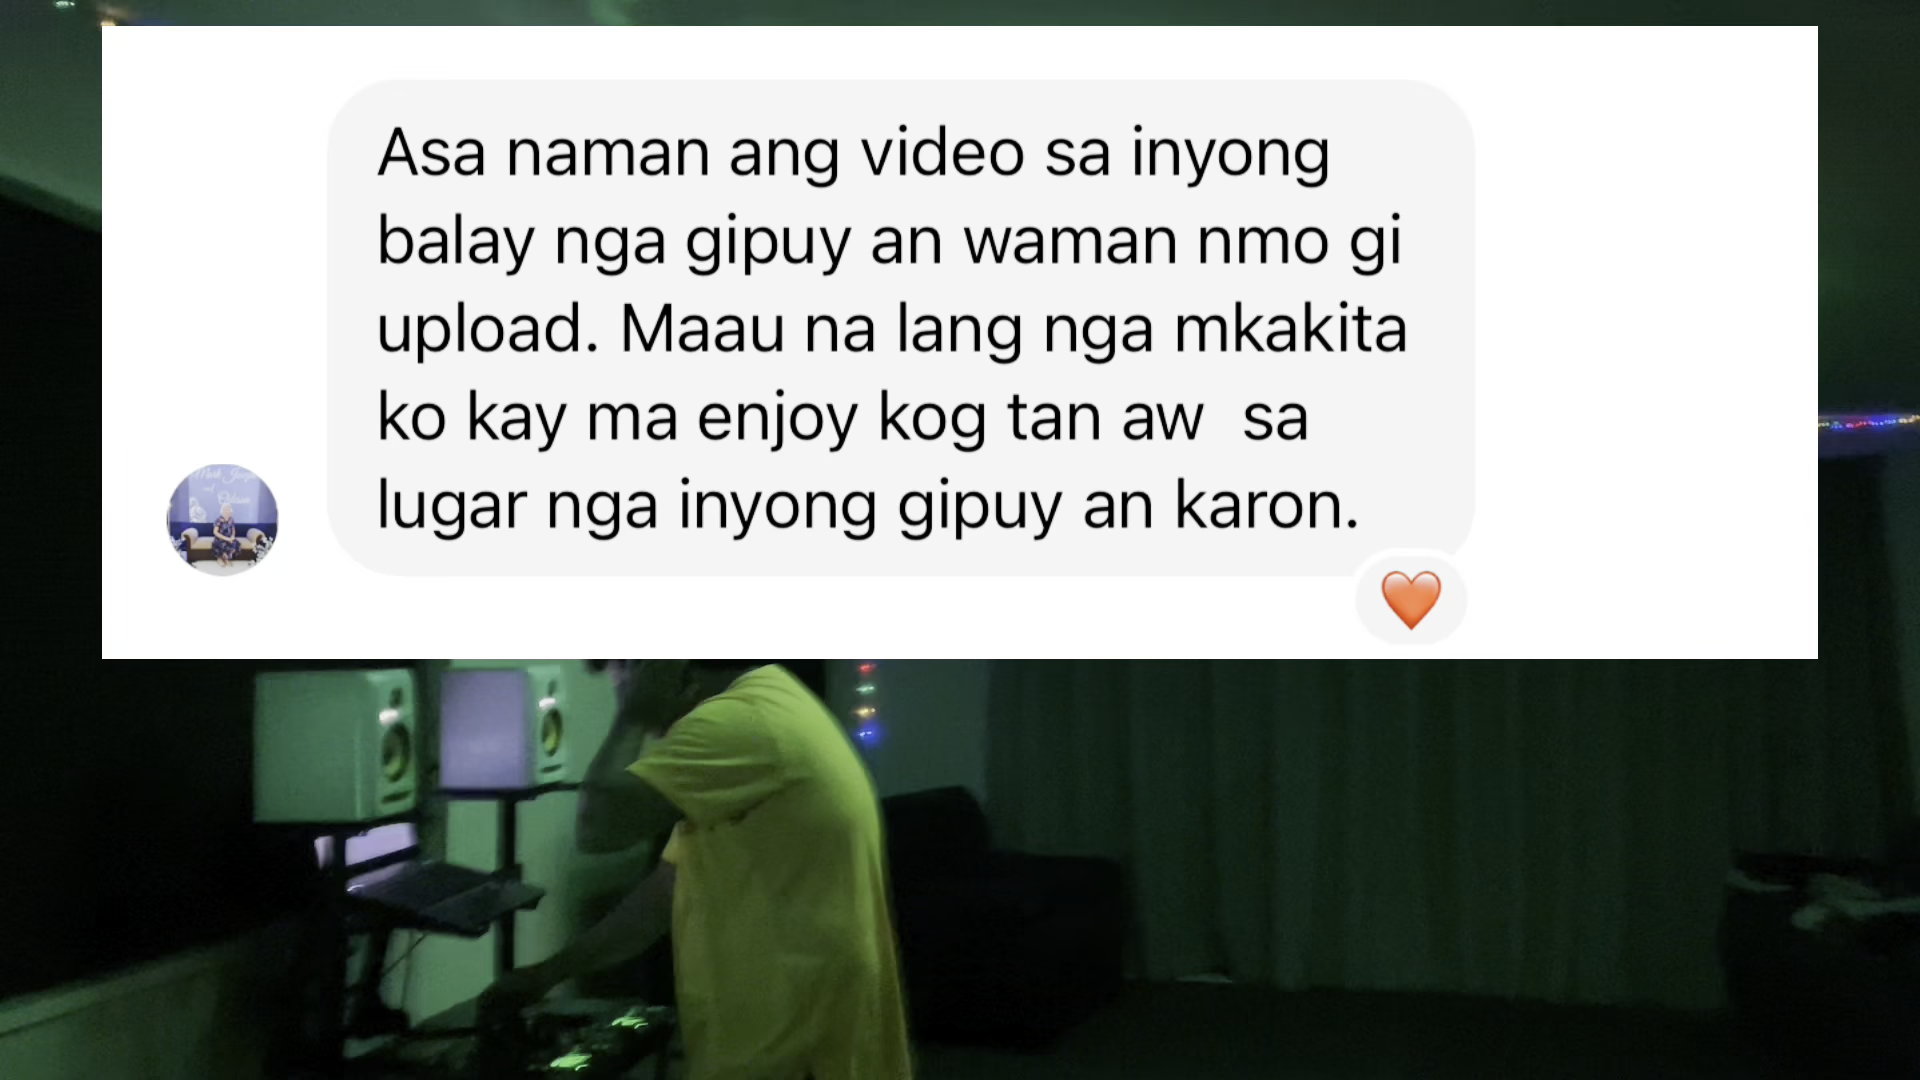 Asa naman ang video sa inyong
balay nga gipuy an waman nmo gi
upload. Maau na lang nga mkakita
ko kay ma enjoy kog tan aw  sa
lugar nga inyong gipuy an karon.